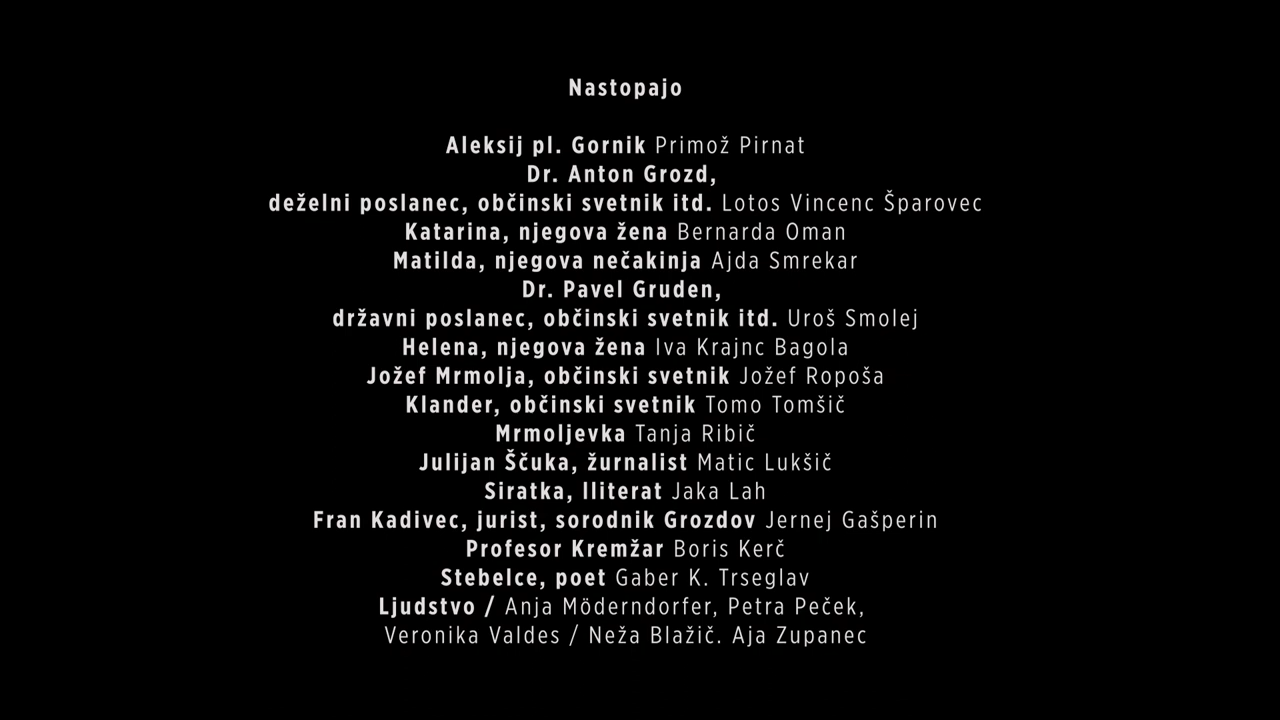 Nastopajo
Aleksij pl. Gornik Primož Pirnat
Dr. Anton Grozd,
deželni poslanec, občinski svetnik itd. Lotos Vincenc Šparovec
Katarina, njegova žena Bernarda Oman
Matilda, njegova nečakinja Ajda Smrekar
Dr. Pavel Gruden,
državni poslanec, občinski svetnik itd. Uroš Smolej
Helena, njegova žena Iva Krajnc Bagola
Jožef Mrmolja, občinski svetnik Jožef Ropoša
Klander, občinski svetnik Tomo Tomšič
Mrmoljevka Tanja Ribič
Julijan Ščuka, žurnalist Matic Lukšič
Siratka, lliterat Jaka Lah
Fran Kadivec, jurist, sorodnik Grozdov Jernej Gašperin
Profesor Kremžar Boris Kerč
Stebelce, poet Gaber K. Trseglav
Ljudstvo / Anja Möderndorfer, Petra Peček,
Veronika Valdes / Neža Blažič. Aja Zupanec